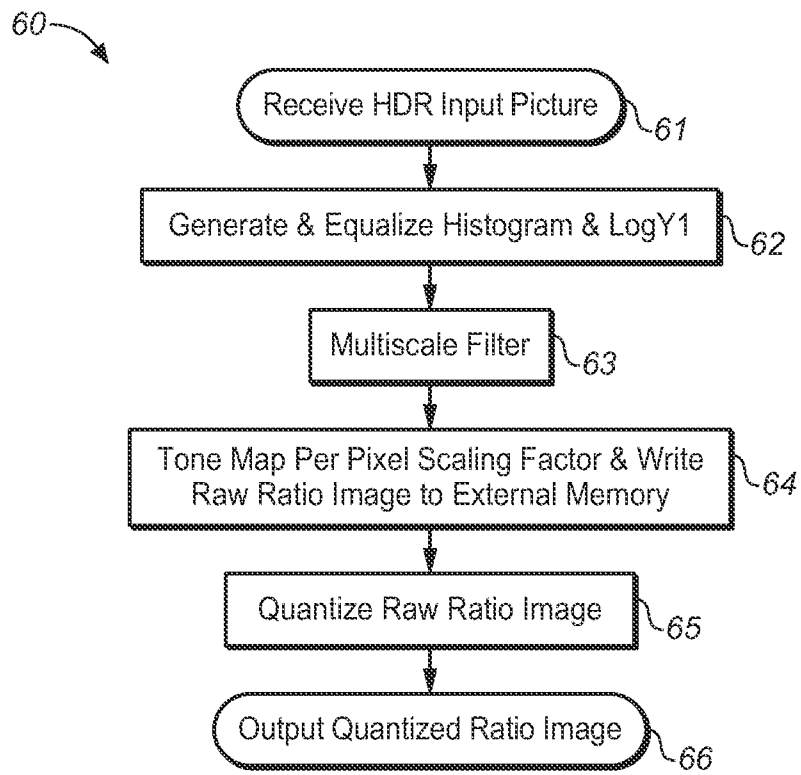 60
Receive HDR Input Picture
61
Generate & Equalize Histogram & LogY1
62
Multiscale Filter
63
Tone Map Per Pixel Scaling Factor & Write
Raw Ratio Image to External Memory
64
Quantize Raw Ratio Image
65
Output Quantized Ratio Image
66